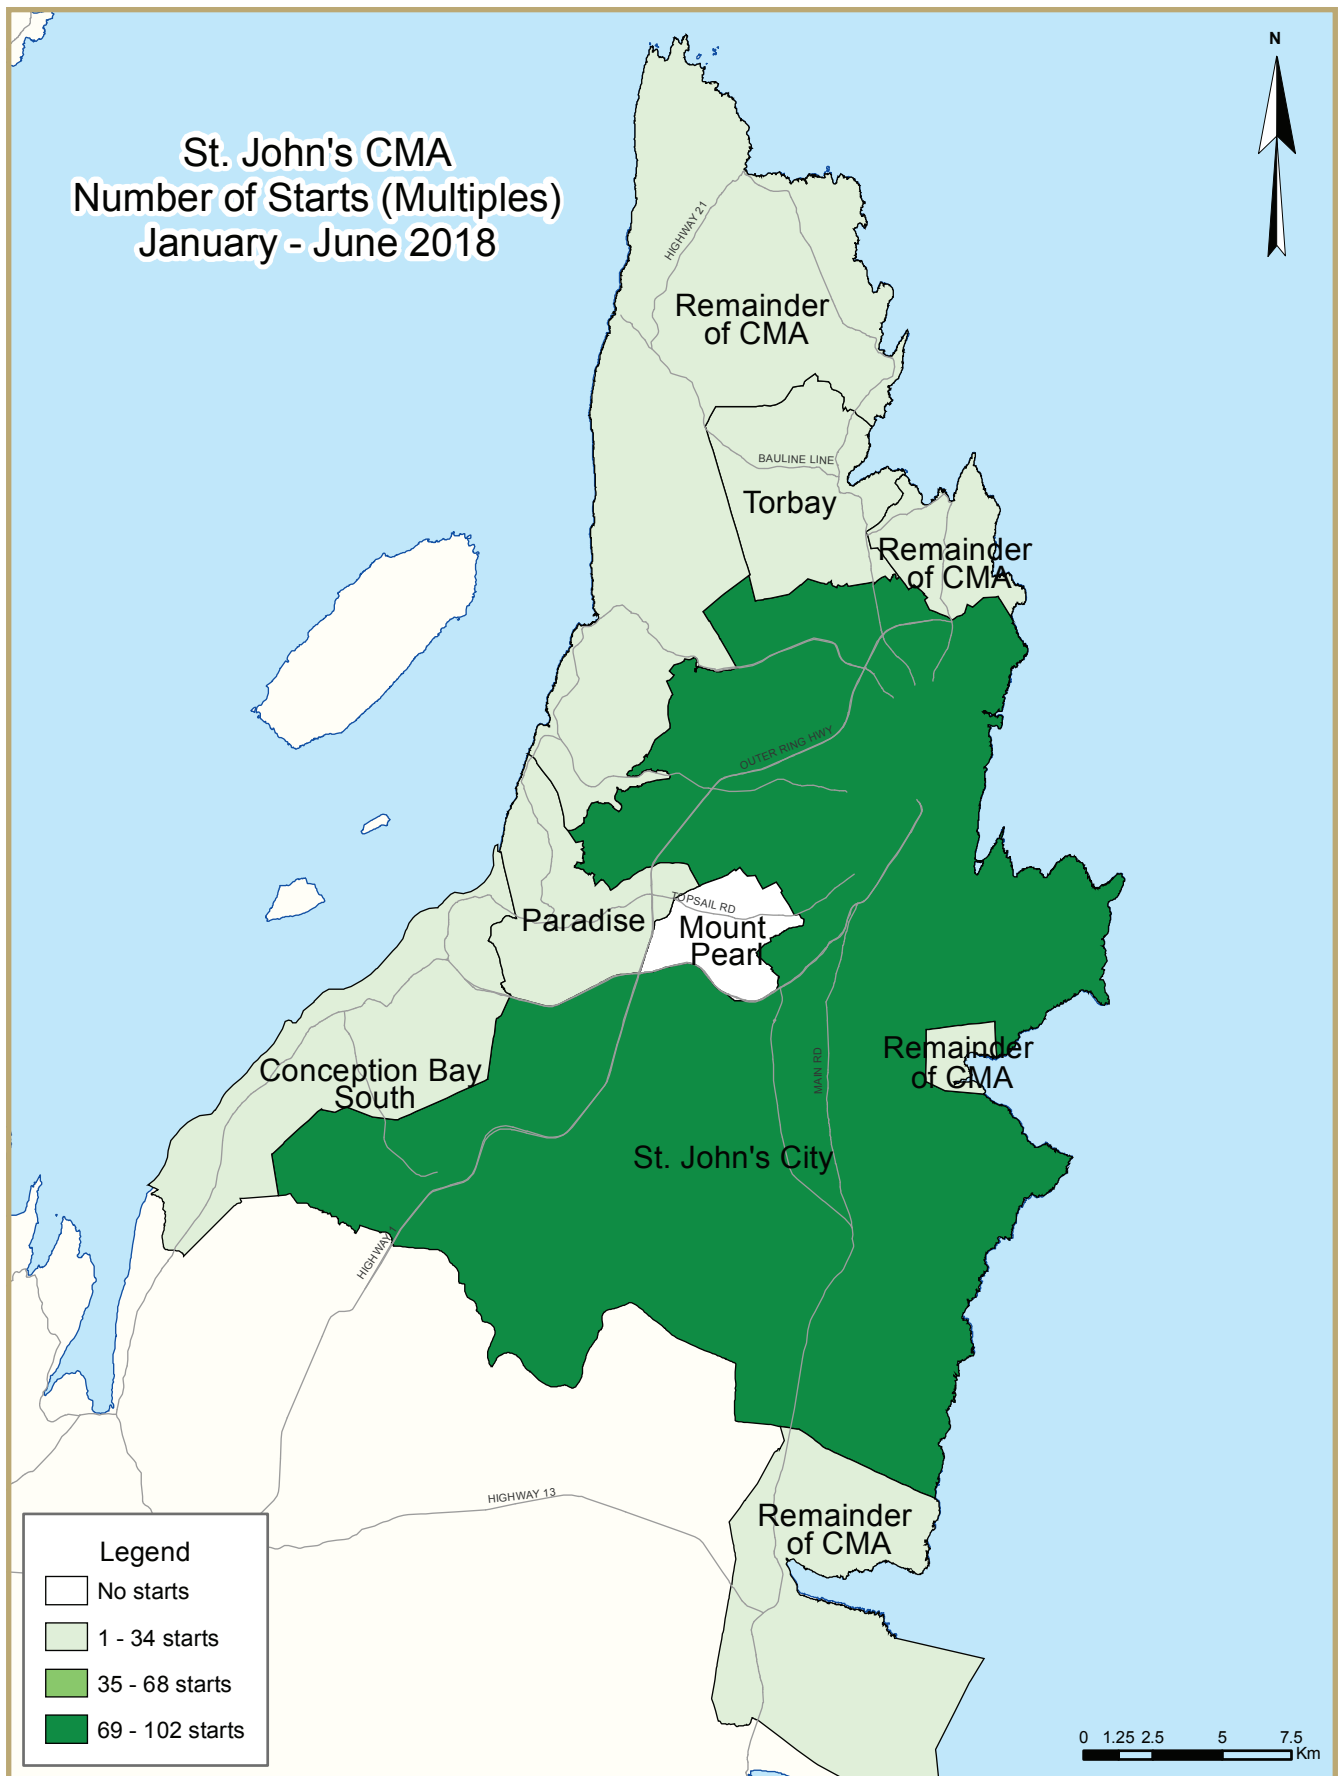 St. John's CMA
Number of Starts (Multiples)
January - June 2018
N
HIGHWAY 21
Remainder
of CMA
BAULINE LINE
Torbay
Remainder
of CMA
OUTER RING HWY
TOPSAIL RD
Paradise
Mount
Pearl
Remainder
of CMA
MAIN RD
Conception Bay
South
St. John's City
HIGHWAY 1
HIGHWAY 13
Remainder
of CMA
Legend
No starts
1 - 34 starts
35 - 68 starts
69 - 102 starts
0 1.25 2.5 5 7.5
Km